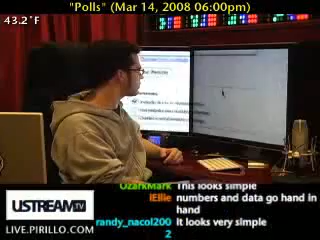 "Polls" (Mar 14, 2008 06:00pm)
43.2°F
OzarkMark This looks simple
iEllie numbers and data go hand in
hand
randy_nacol200 It looks very simple
2
USTREAM TV
LIVE.PIRILLO.COM